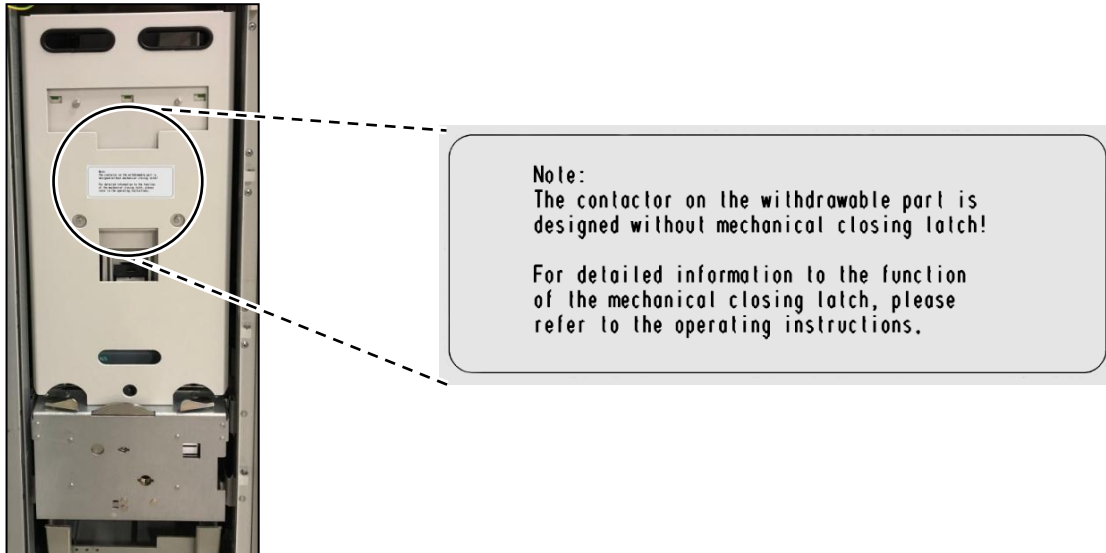 Note:
The contactor on the withdrawable part is
designed without mechanical closing latch!
For detailed information to the function
of the mechanical closing latch, please
refer to the operating instructions.